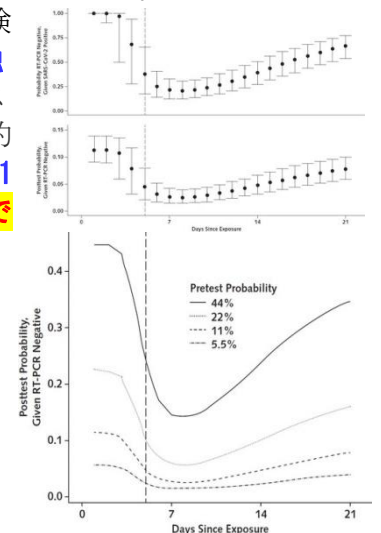 検
的
1
で
Probability RT-PCR Negative,
Given SARS-CoV-2 Positive
1.00
0.75
0.50
0.25
0.00
Posttest Probability,
Given RT-PCR Negative
0.15
0.10
0.05
0.00
0 7 14 21
Days Since Exposure
Posttest Probability,
Given RT-PCR Negative
0.4
0.3
0.2
0.1
0.0
Pretest Probability
44%
22%
11%
5.5%
0 7 14 21
Days Since Exposure